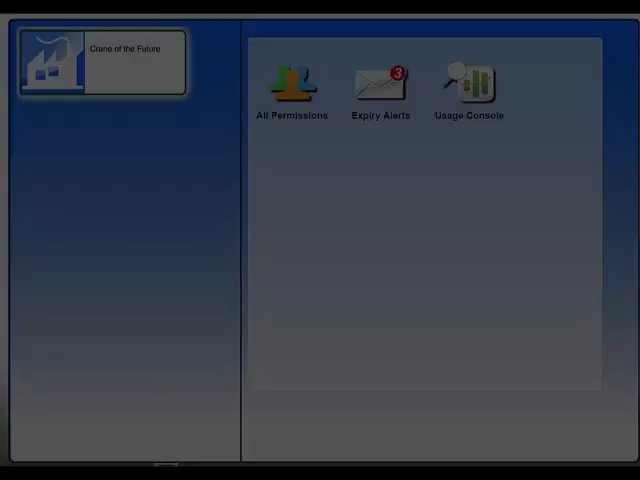 Crane of the Future
3
All Permissions
Expiry Alerts
Usage Console